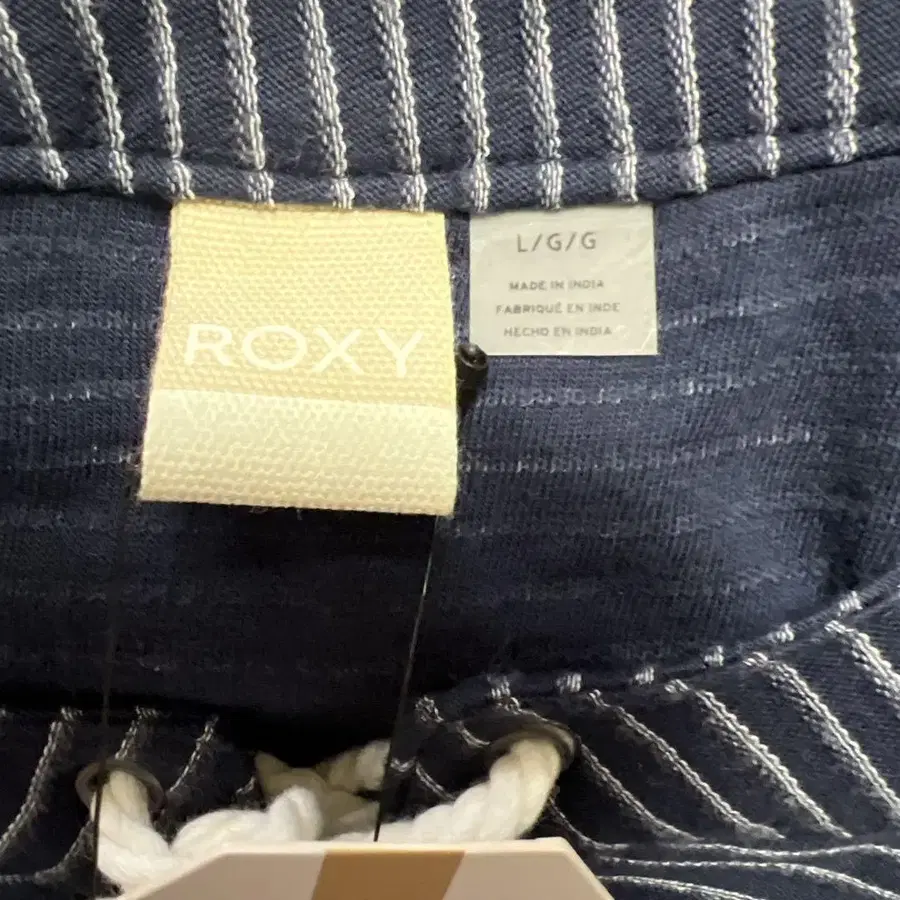 ROXY
L/G/G
MADE IN INDIA
FABRIQUÉ EN INDE
HECHO EN INDIA